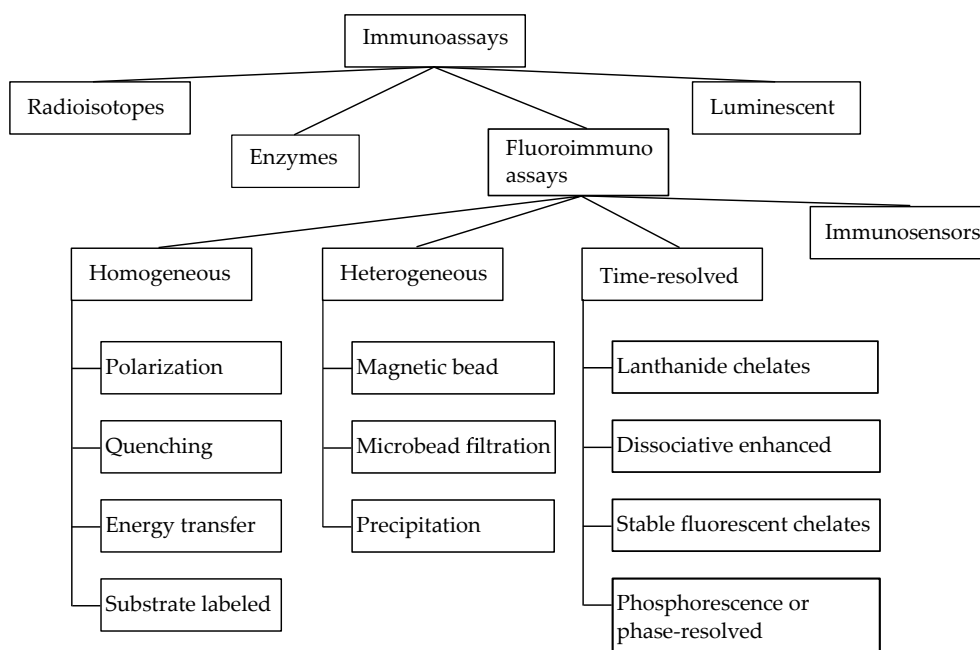 Immunoassays
Radioisotopes
Luminescent
Enzymes
Fluoroimmuno
assays
Immunosensors
Homogeneous
Heterogeneous
Time-resolved
Polarization
Magnetic bead
Lanthanide chelates
Quenching
Microbead filtration
Dissociative enhanced
Energy transfer
Precipitation
Stable fluorescent chelates
Substrate labeled
Phosphorescence or
phase-resolved